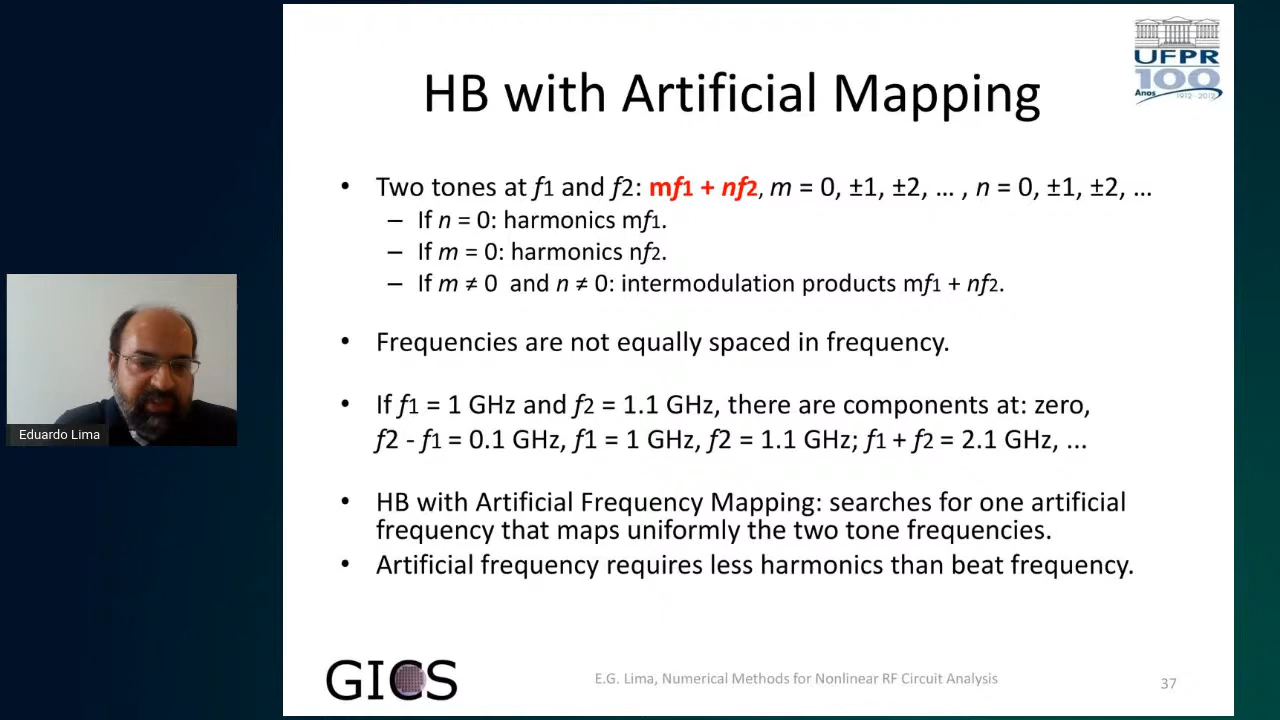 HB with Artificial Mapping
UFPR
100
Anos 1912 - 2012
• Two tones at f1 and f2: mf1 + nf2, m = 0, ±1, ±2, … , n = 0, ±1, ±2, …
– If n = 0: harmonics mf1.
– If m = 0: harmonics nf2.
– If m ≠ 0 and n ≠ 0: intermodulation products mf1 + nf2.
• Frequencies are not equally spaced in frequency.
• If f1 = 1 GHz and f2 = 1.1 GHz, there are components at: zero,
f2 - f1 = 0.1 GHz, f1 = 1 GHz, f2 = 1.1 GHz; f1 + f2 = 2.1 GHz, ...
• HB with Artificial Frequency Mapping: searches for one artificial
frequency that maps uniformly the two tone frequencies.
• Artificial frequency requires less harmonics than beat frequency.
Eduardo Lima
GICS
E.G. Lima, Numerical Methods for Nonlinear RF Circuit Analysis
37